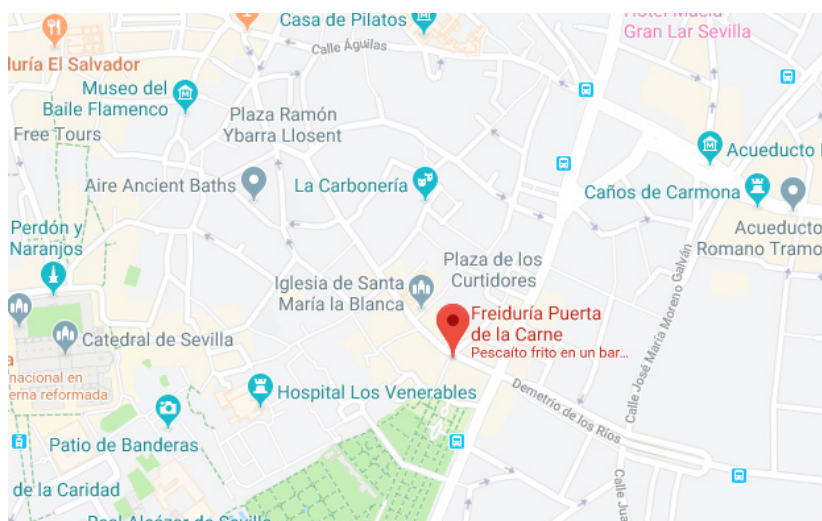 Casa de Pilatos
Gran Lar Sevilla
Calle Águilas
duría El Salvador
Museo del
Baile Flamenco
Plaza Ramón
Ybarra Llosent
Free Tours
Acueducto
Aire Ancient Baths
La Carbonería
Caños de Carmona
Perdón y
Naranjos
Acueducto
Romano Tramo
Plaza de los
Curtidores
Iglesia de Santa
María la Blanca
Calle José María Moreno Galván
Freiduría Puerta
de la Carne
Pescaíto frito en un bar...
Catedral de Sevilla
a
nacional en
erna reformada
Hospital Los Venerables
Demetrio de los Ríos
Patio de Banderas
de la Caridad
Calle Jua